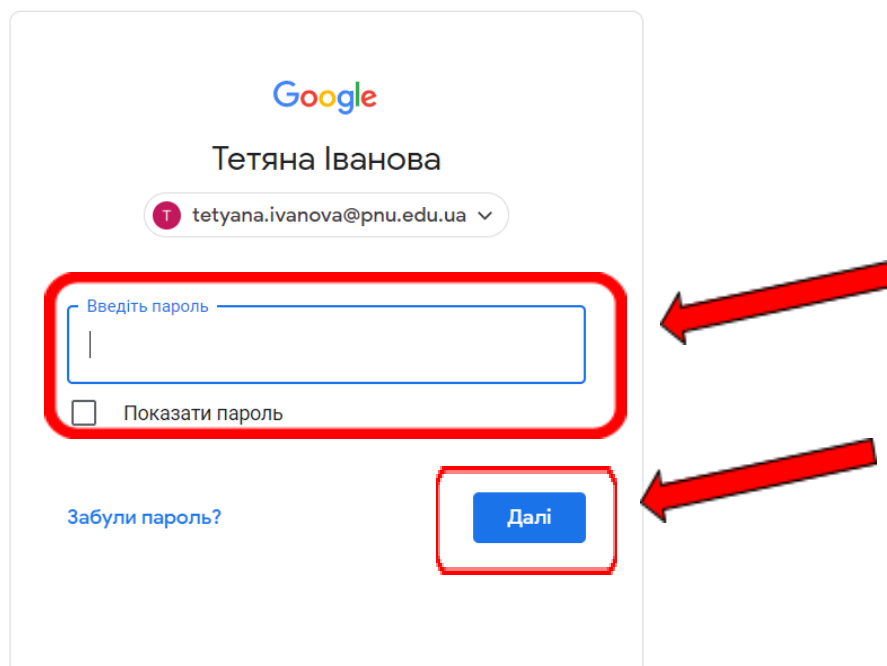 Google
Тетяна Іванова
T tetyana.ivanova@pnu.edu.ua
Введіть пароль
Показати пароль
Забули пароль? Далі